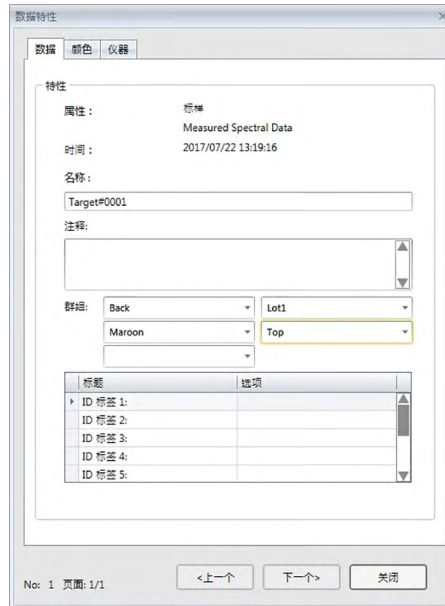 数据特性
数据 颜色 仪器
特性
属性： 标样
Measured Spectral Data
时间： 2017/07/22 13:19:16
名称：
Target#0001
注释:
群组: Back Lot1
Maroon Top
标题 选项
ID 标签 1:
ID 标签 2:
ID 标签 3:
ID 标签 4:
ID 标签 5:
No: 1 页面: 1/1 <上一个 下一个> 关闭